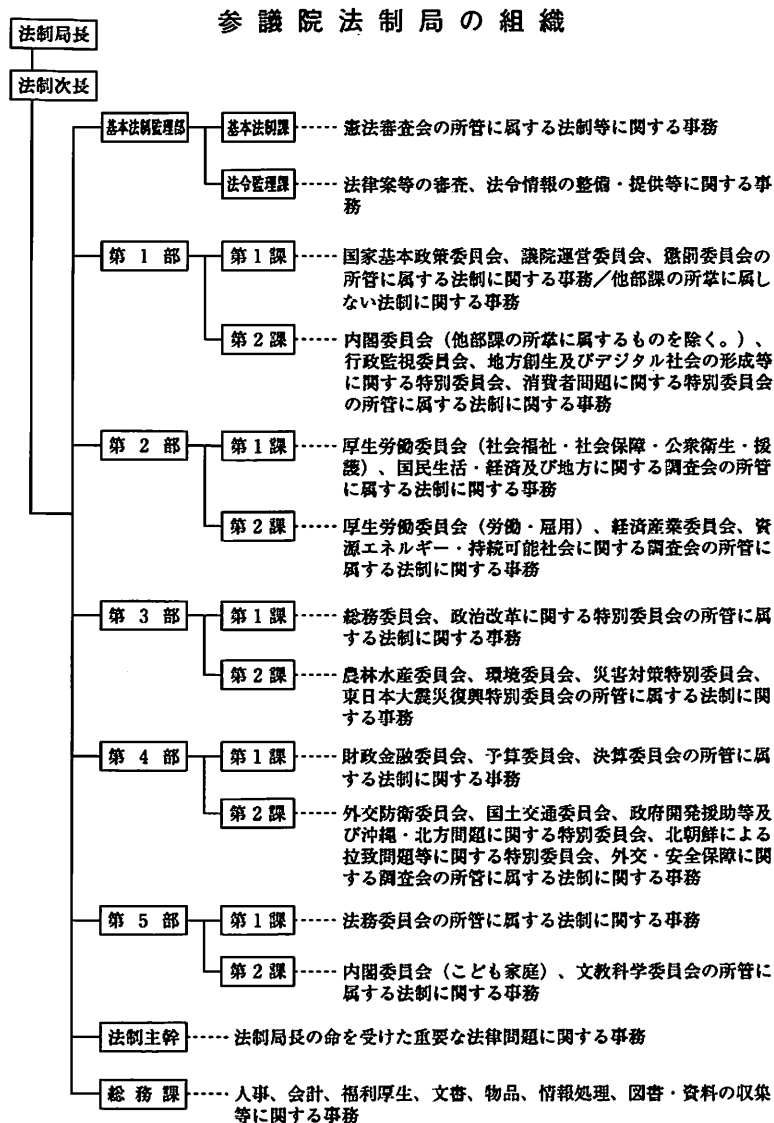 参議院法制局の組織
法制局長
法制次長
基本法制監理部
基本法制課
憲法審査会の所管に属する法制等に関する事務
法令監理課
法律案等の審査、法令情報の整備・提供等に関する事
務
第1部
第1課
国家基本政策委員会、議院運営委員会、懲罰委員会の
所管に属する法制に関する事務／他部課の所掌に属し
ない法制に関する事務
第2課
内閣委員会（他部課の所掌に属するものを除く。）、
行政監視委員会、地方創生及びデジタル社会の形成等
に関する特別委員会、消費者問題に関する特別委員会
の所管に属する法制に関する事務
第2部
第1課
厚生労働委員会（社会福祉・社会保障・公衆衛生・援
護）、国民生活・経済及び地方に関する調査会の所管
に属する法制に関する事務
第2課
厚生労働委員会（労働・雇用）、経済産業委員会、資
源エネルギー・持続可能社会に関する調査会の所管に
属する法制に関する事務
第3部
第1課
総務委員会、政治改革に関する特別委員会の所管に属
する法制に関する事務
第2課
農林水産委員会、環境委員会、災害対策特別委員会、
東日本大震災復興特別委員会の所管に属する法制に関
する事務
第4部
第1課
財政金融委員会、予算委員会、決算委員会の所管に属
する法制に関する事務
第2課
外交防衛委員会、国土交通委員会、政府開発援助等及
び沖縄・北方問題に関する特別委員会、北朝鮮による
拉致問題等に関する特別委員会、外交・安全保障に関
する調査会の所管に属する法制に関する事務
第5部
第1課
法務委員会の所管に属する法制に関する事務
第2課
内閣委員会（こども家庭）、文教科学委員会の所管に
属する法制に関する事務
法制主幹
法制局長の命を受けた重要な法律問題に関する事務
総務課
人事、会計、福利厚生、文書、物品、情報処理、図書・資料の収集
等に関する事務